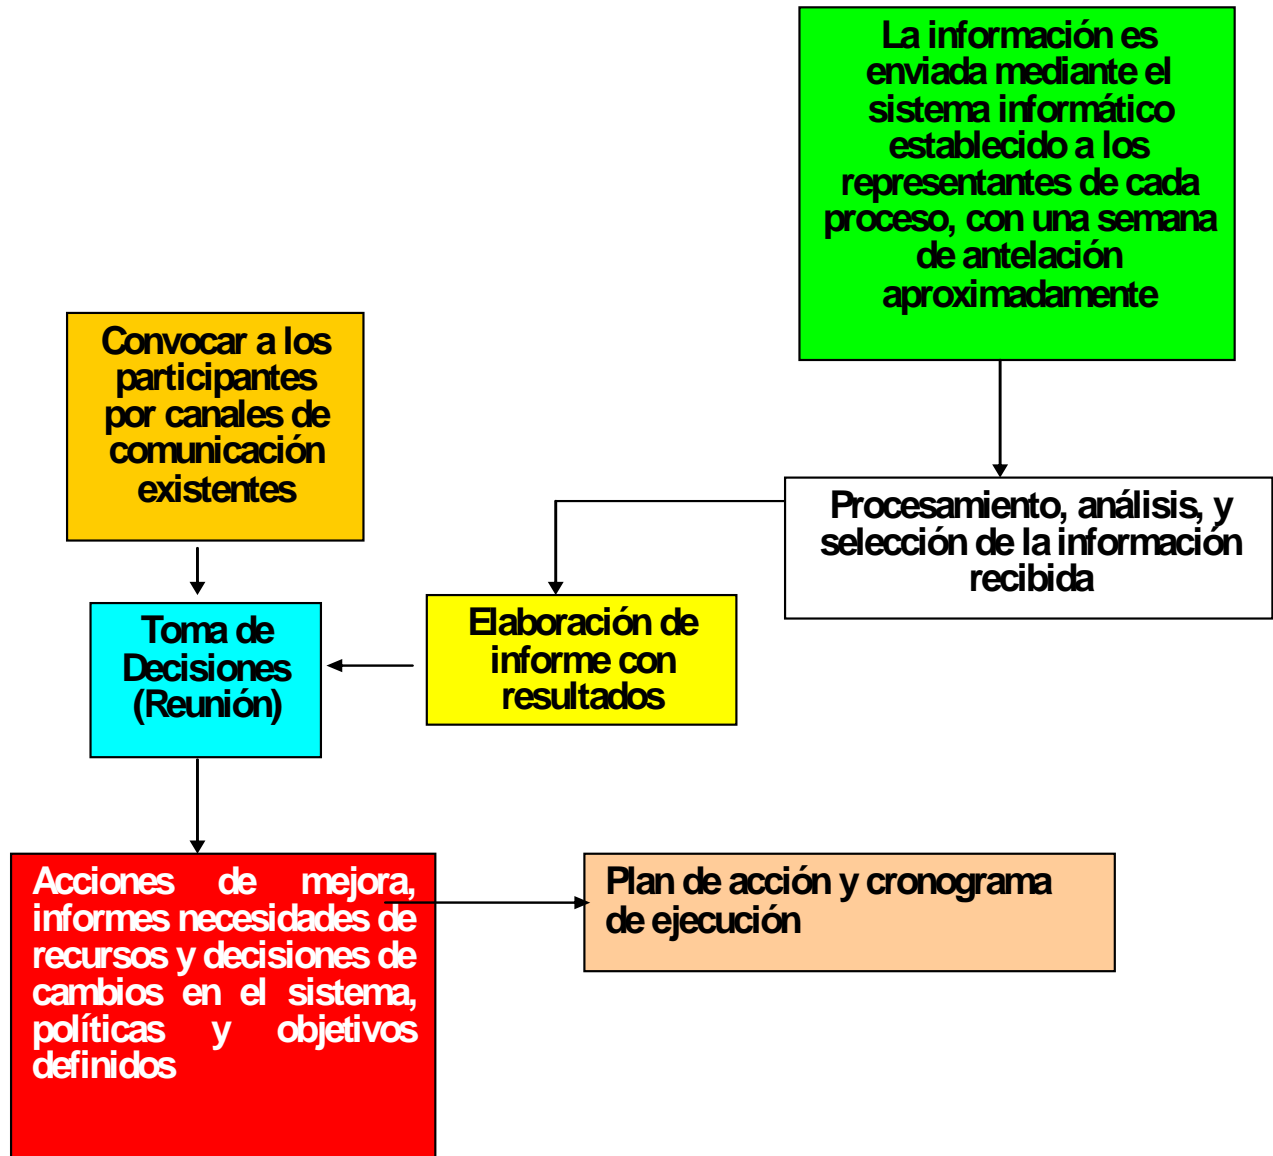 La información es
enviada mediante el
sistema informático
establecido a los
representantes de cada
proceso, con una semana
de antelación
aproximadamente
Convocar a los
participantes
por canales de
comunicación
existentes
Procesamiento, análisis, y
selección de la información
recibida
Toma de
Decisiones
(Reunión)
Elaboración de
informe con
resultados
Acciones de mejora,
informes necesidades de
recursos y decisiones de
cambios en el sistema,
políticas y objetivos
definidos
Plan de acción y cronograma
de ejecución